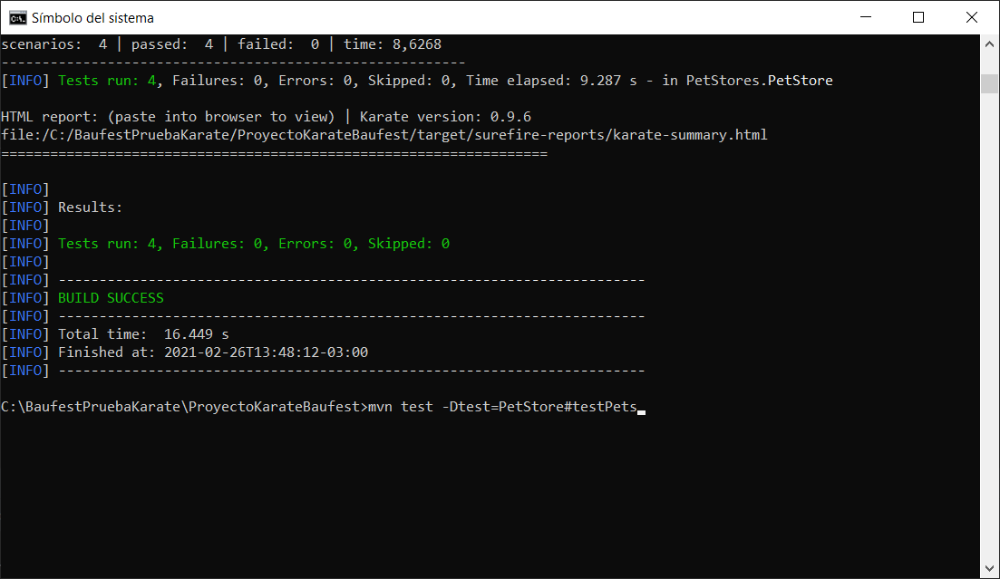 Símbolo del sistema
scenarios:  4 | passed:  4 | failed:  0 | time: 8,6268
---------------------------------------------------------
[INFO] Tests run: 4, Failures: 0, Errors: 0, Skipped: 0, Time elapsed: 9.287 s - in PetStores.PetStore
HTML report: (paste into browser to view) | Karate version: 0.9.6
file:/C:/BaufestPruebaKarate/ProyectoKarateBaufest/target/surefire-reports/karate-summary.html
===================================================================
[INFO]
[INFO] Results:
[INFO]
[INFO] Tests run: 4, Failures: 0, Errors: 0, Skipped: 0
[INFO]
[INFO] ------------------------------------------------------------------------
[INFO] BUILD SUCCESS
[INFO] ------------------------------------------------------------------------
[INFO] Total time:  16.449 s
[INFO] Finished at: 2021-02-26T13:48:12-03:00
[INFO] ------------------------------------------------------------------------
C:\BaufestPruebaKarate\ProyectoKarateBaufest>mvn test -Dtest=PetStore#testPets